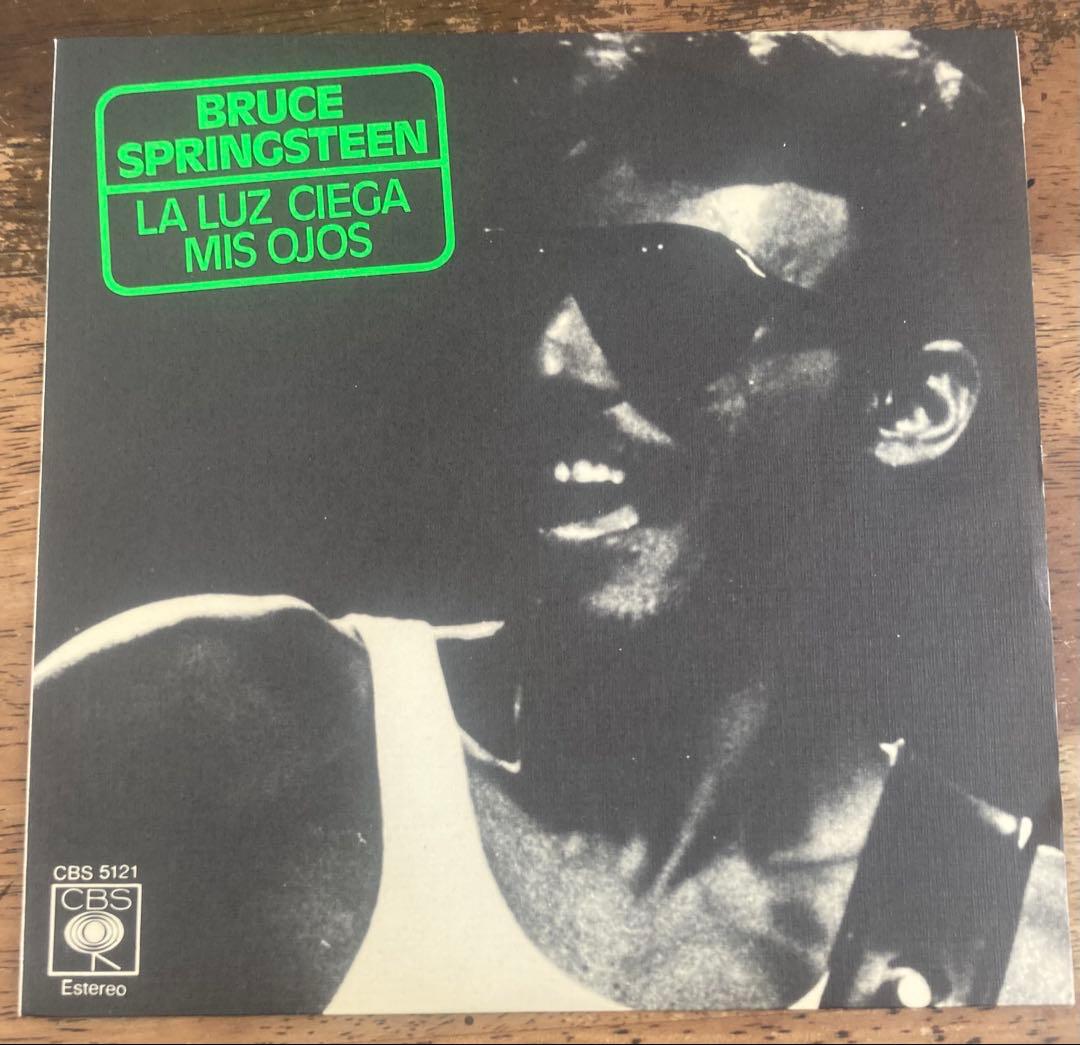 BRUCE
SPRINGSTEEN
LA LUZ CIEGA
MIS OJOS
CBS 5121
CBS
Estereo